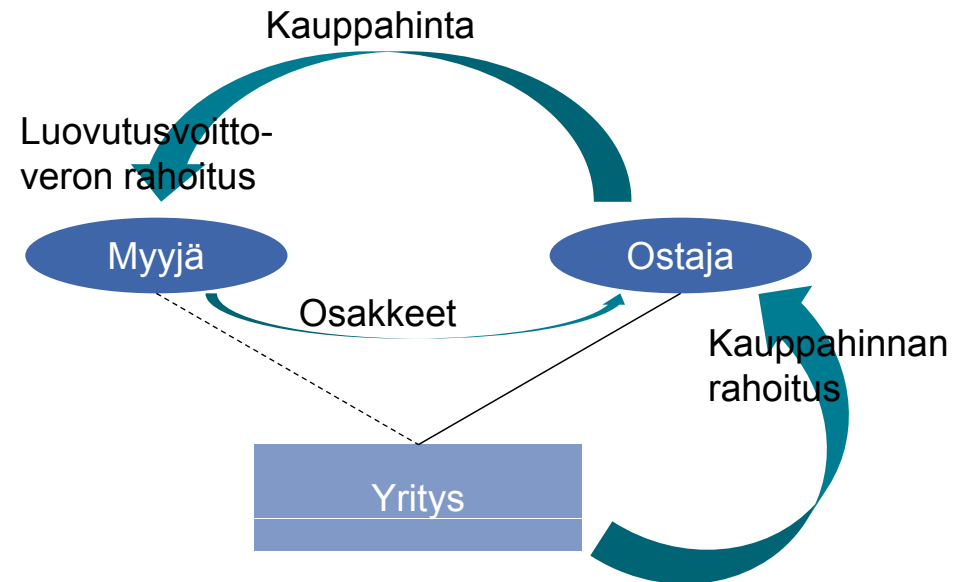 Kauppahinta
Luovutusvoitto-
veron rahoitus
Myyjä
Ostaja
Osakkeet
Kauppahinnan
rahoitus
Yritys